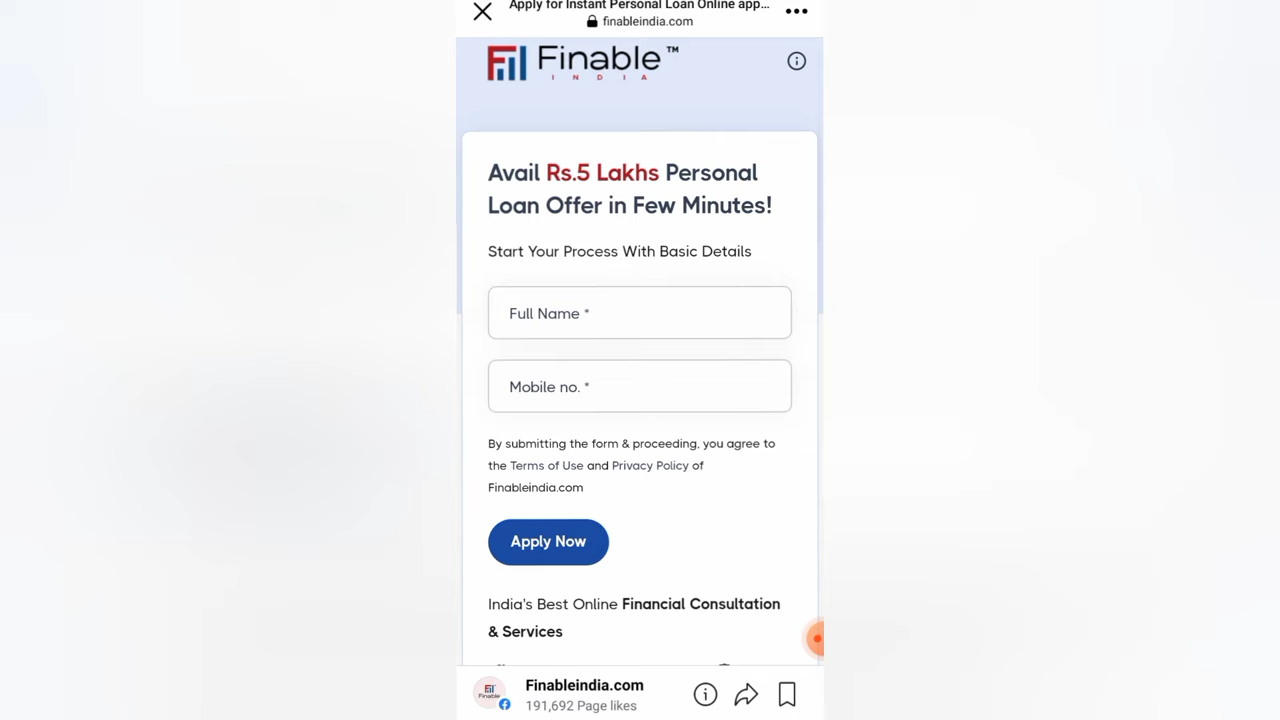 Apply for Instant Personal Loan Online app...
finableindia.com
Finable™
INDIA
Avail Rs.5 Lakhs Personal
Loan Offer in Few Minutes!
Start Your Process With Basic Details
Full Name *
Mobile no. *
By submitting the form & proceeding, you agree to
the Terms of Use and Privacy Policy of
Finableindia.com
Apply Now
India's Best Online Financial Consultation
& Services
Finable
Finableindia.com
191,692 Page likes